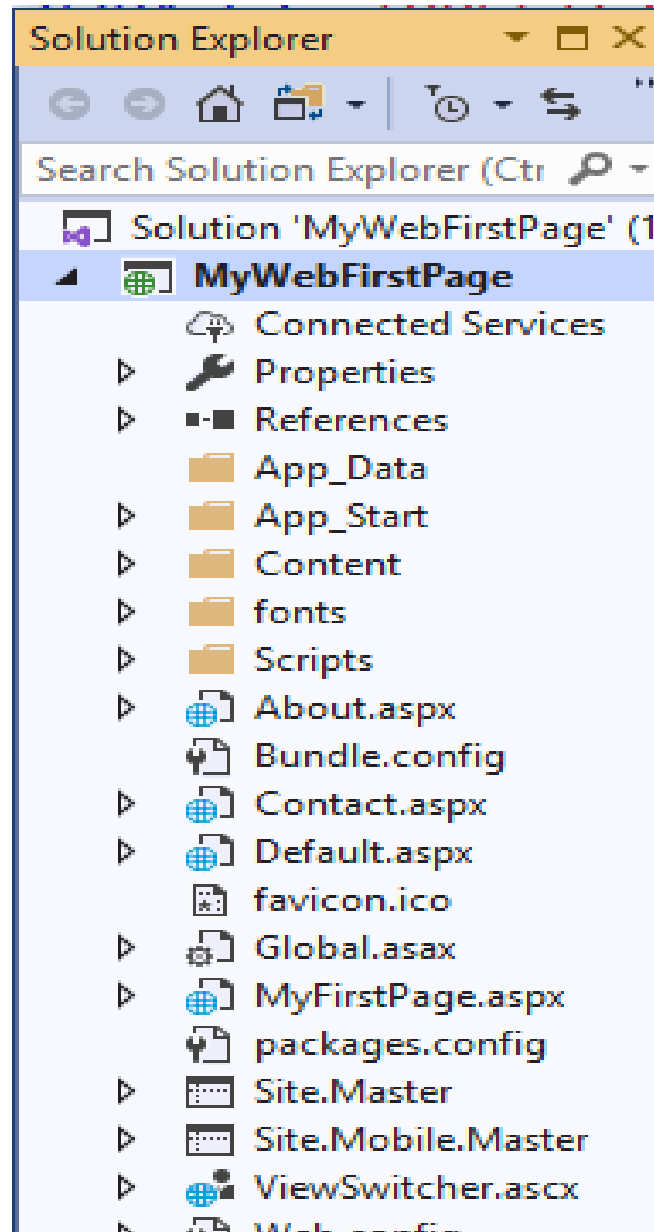 Solution Explorer
Search Solution Explorer (Ctr
Solution 'MyWebFirstPage' (1
MyWebFirstPage
Connected Services
Properties
References
App_Data
App_Start
Content
fonts
Scripts
About.aspx
Bundle.config
Contact.aspx
Default.aspx
favicon.ico
Global.asax
MyFirstPage.aspx
packages.config
Site.Master
Site.Mobile.Master
ViewSwitcher.ascx
Web.config